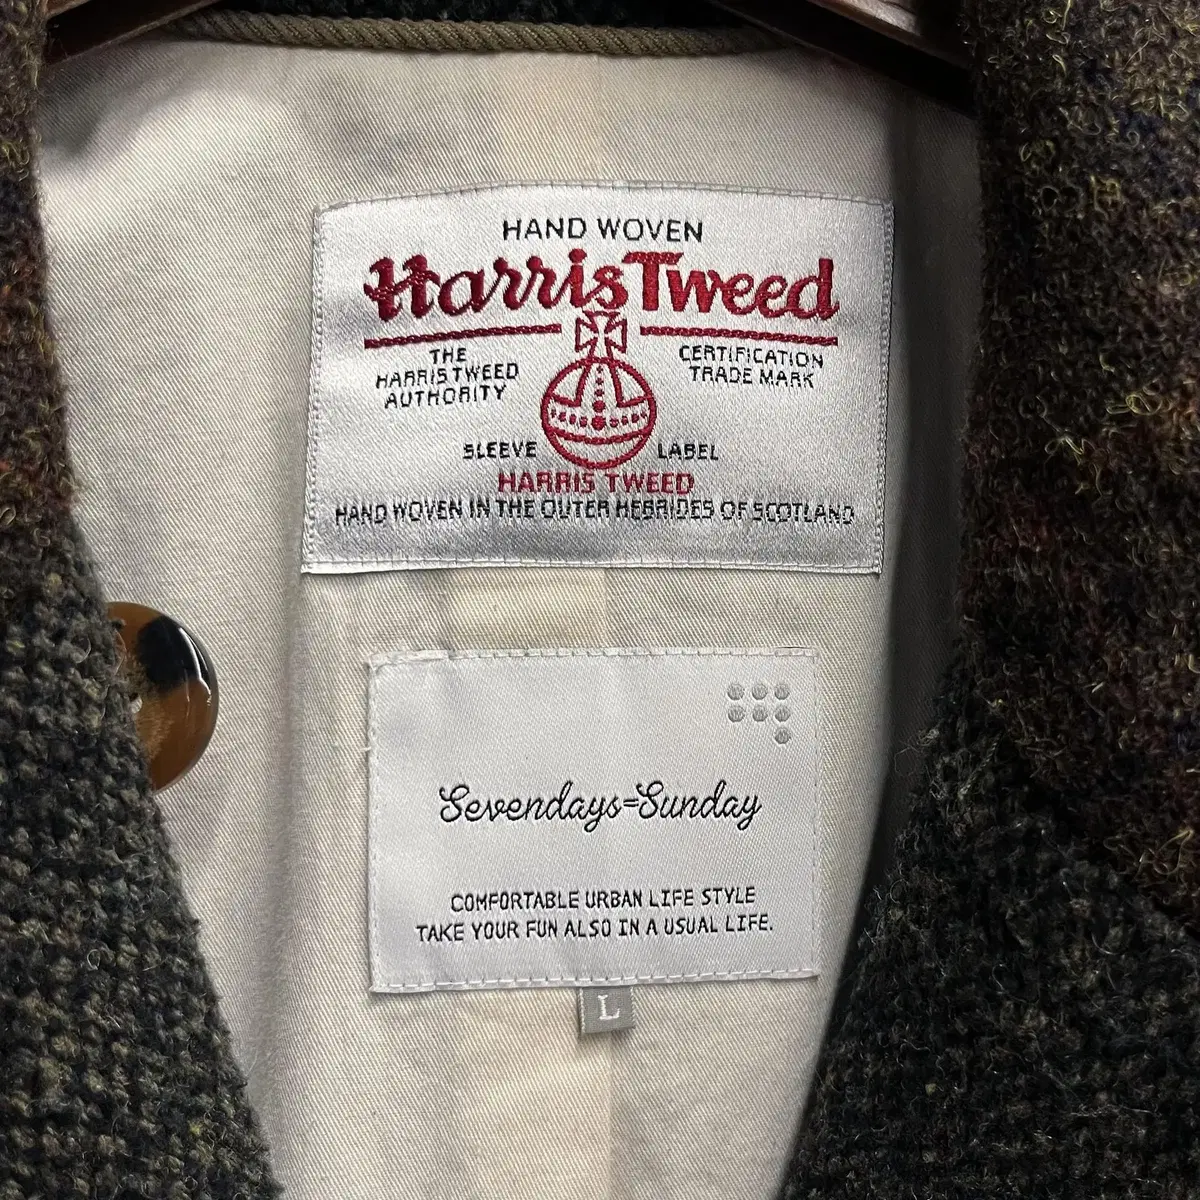 HAND WOVEN
Harris Tweed
THE
HARRIS TWEED
AUTHORITY
CERTIFICATION
TRADE MARK
SLEEVE LABEL
HARRIS TWEED
HAND WOVEN IN THE OUTER HEBRIDES OF SCOTLAND
Sevendays=Sunday
COMFORTABLE URBAN LIFE STYLE
TAKE YOUR FUN ALSO IN A USUAL LIFE.
L